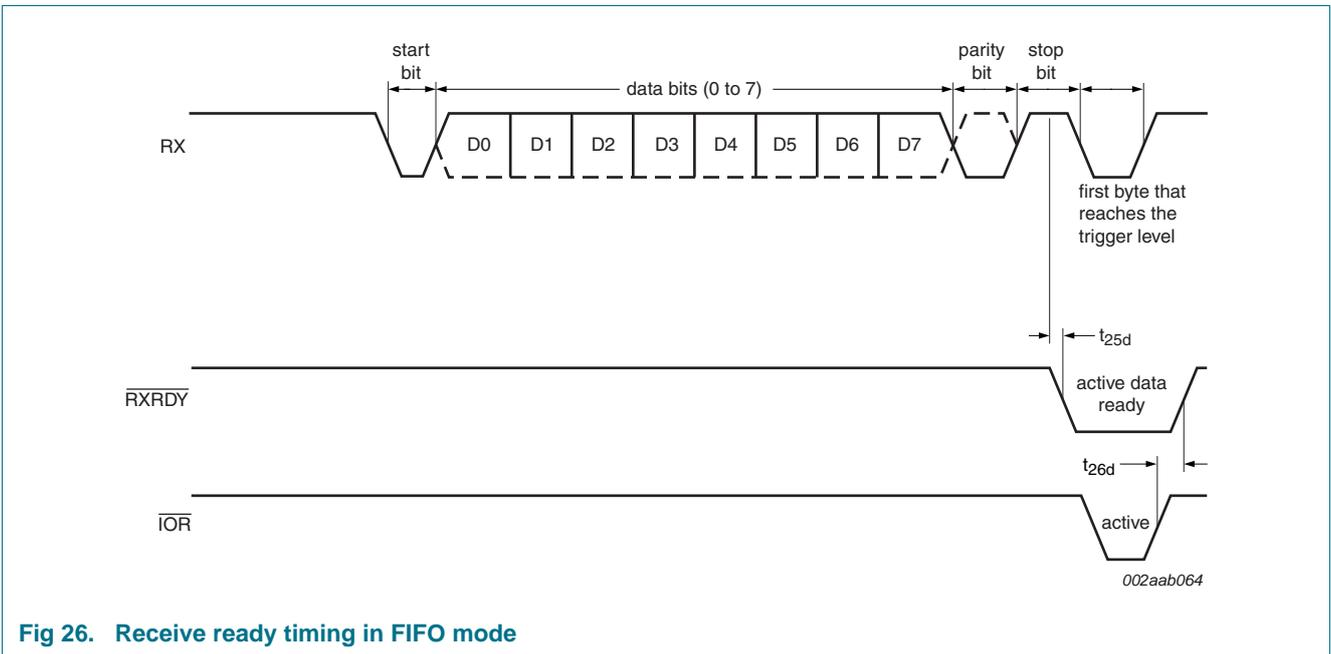 start
bit
data bits (0 to 7)
parity
bit
stop
bit
RX
D0 D1 D2 D3 D4 D5 D6 D7
first byte that
reaches the
trigger level
t25d
RXRDY
active data
ready
t26d
IOR
active
002aab064
Fig 26. Receive ready timing in FIFO mode